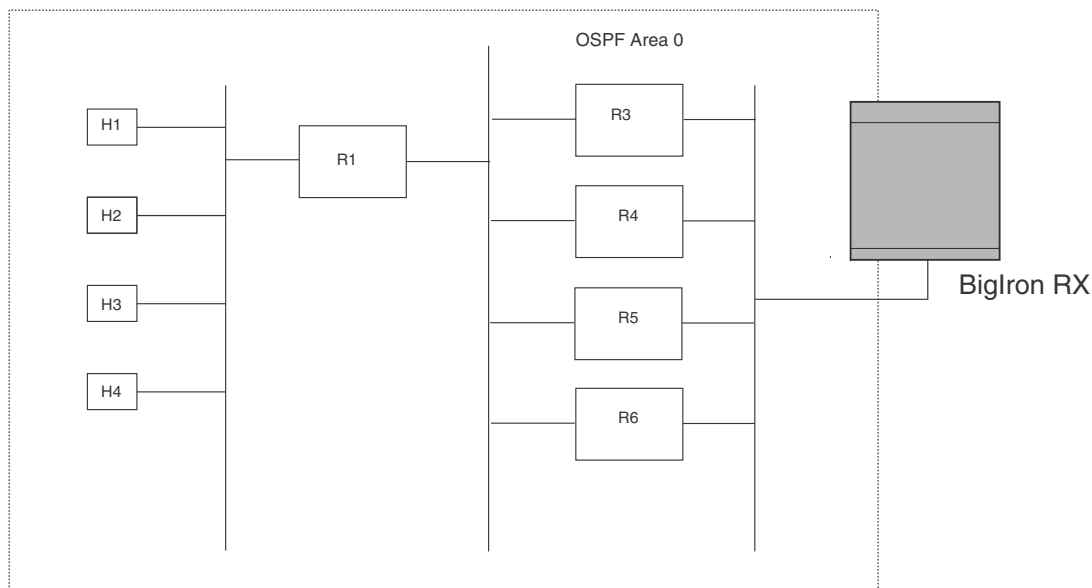 OSPF Area 0
H1
H2
H3
H4
R1
R3
R4
R5
R6
BigIron RX